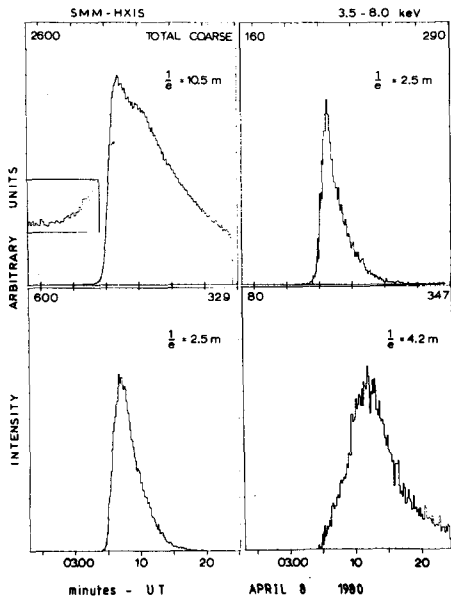 SMM-HXIS 3.5-8.0 keV
2600 TOTAL COARSE 160 290
1/e = 10.5 m 1/e = 2.5 m
ARBITRARY UNITS
600 329 80 347
1/e = 2.5 m 1/e = 4.2 m
INTENSITY
03.00 10 20 03.00 10 20
minutes - UT APRIL 8 1980